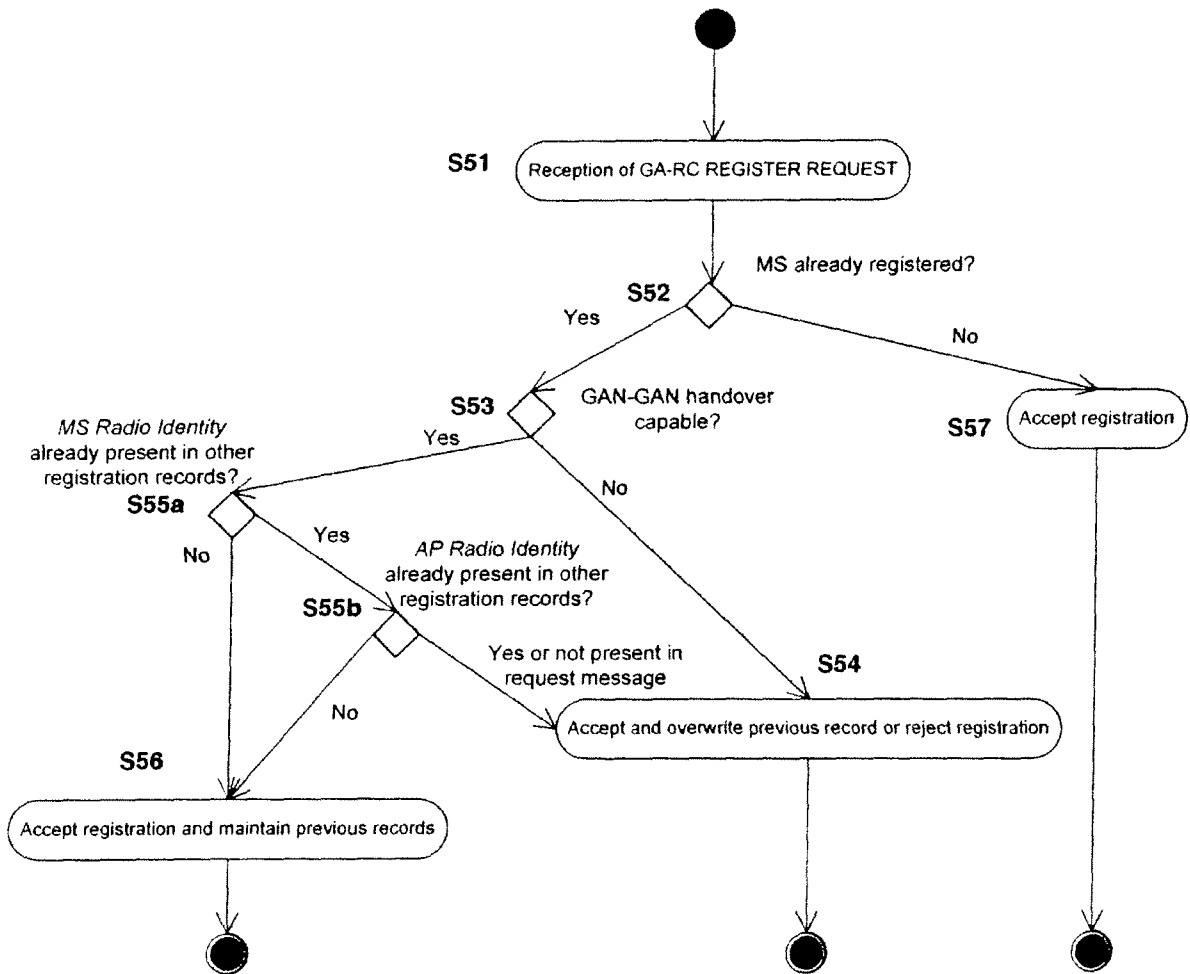 S51
Reception of GA-RC REGISTER REQUEST
MS already registered?
S52
Yes
No
S53
GAN-GAN handover
capable?
S57
Accept registration
MS Radio Identity
already present in other
registration records?
Yes
No
S55a
No
Yes
AP Radio Identity
already present in other
registration records?
S55b
Yes or not present in
request message
S54
No
Accept and overwrite previous record or reject registration
S56
Accept registration and maintain previous records